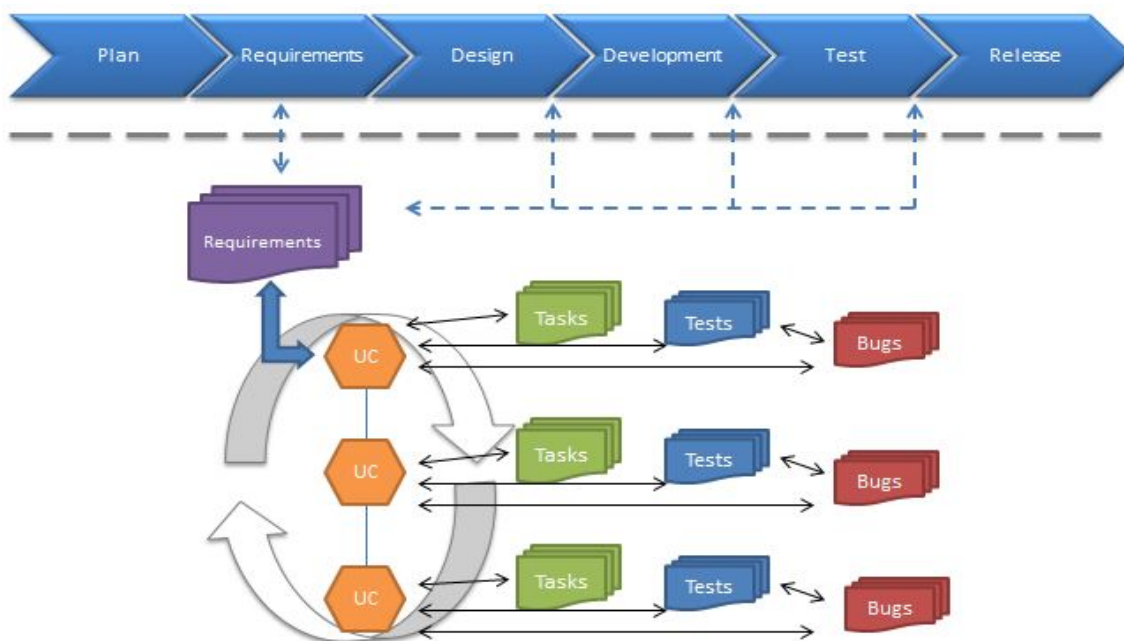 Plan
Requirements
Design
Development
Test
Release
Requirements
UC
Tasks
Tests
Bugs
UC
Tasks
Tests
Bugs
UC
Tasks
Tests
Bugs